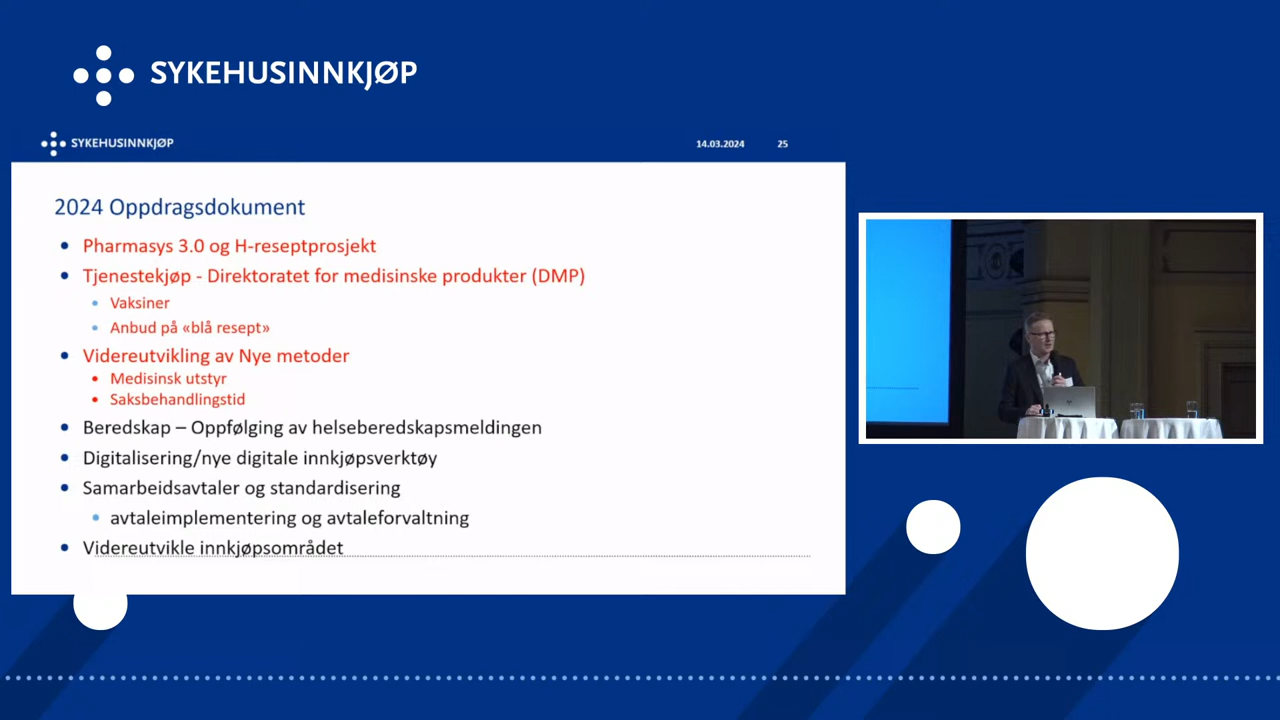 SYKEHUSINNKJØP
SYKEHUSINNKJØP
14.03.2024
25
2024 Oppdragsdokument
Pharmasys 3.0 og H-reseptprosjekt
Tjenestekjøp - Direktoratet for medisinske produkter (DMP)
Vaksiner
Anbud på «blå resept»
Videreutvikling av Nye metoder
Medisinsk utstyr
Saksbehandlingstid
Beredskap – Oppfølging av helseberedskapsmeldingen
Digitalisering/nye digitale innkjøpsverktøy
Samarbeidsavtaler og standardisering
avtaleimplementering og avtaleforvaltning
Videreutvikle innkjøpsområdet